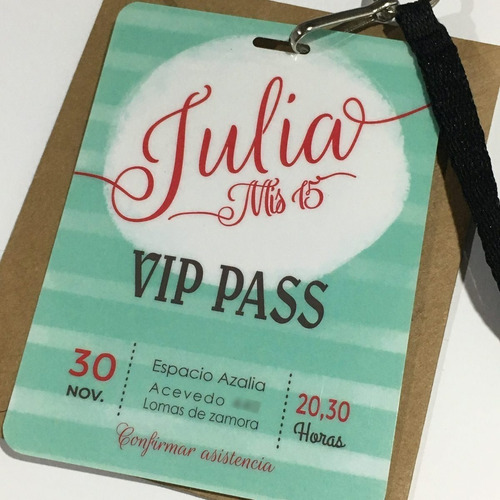 Julia
Mis 15
VIP PASS
30
NOV.
Espacio Azalia
Acevedo
Lomas de zamora
20,30
Horas
Confirmar asistencia